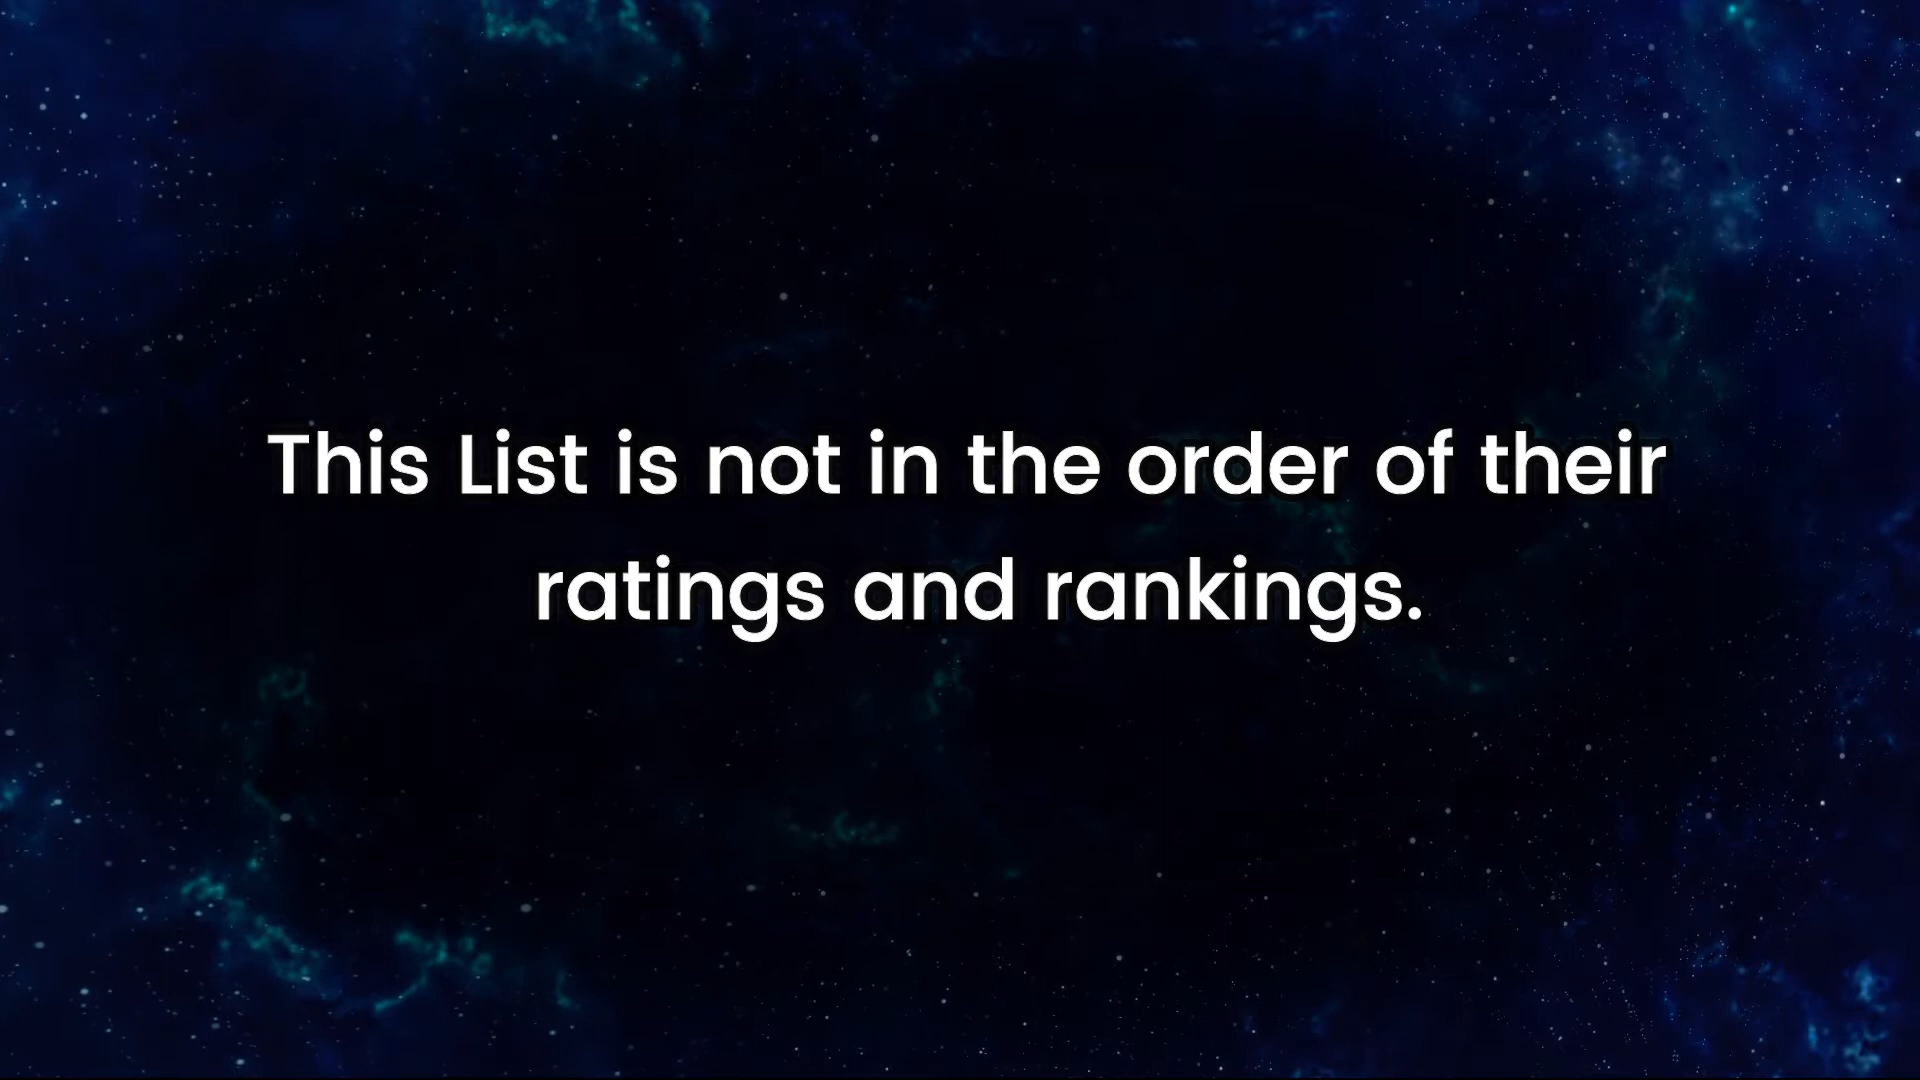 This List is not in the order of their
ratings and rankings.